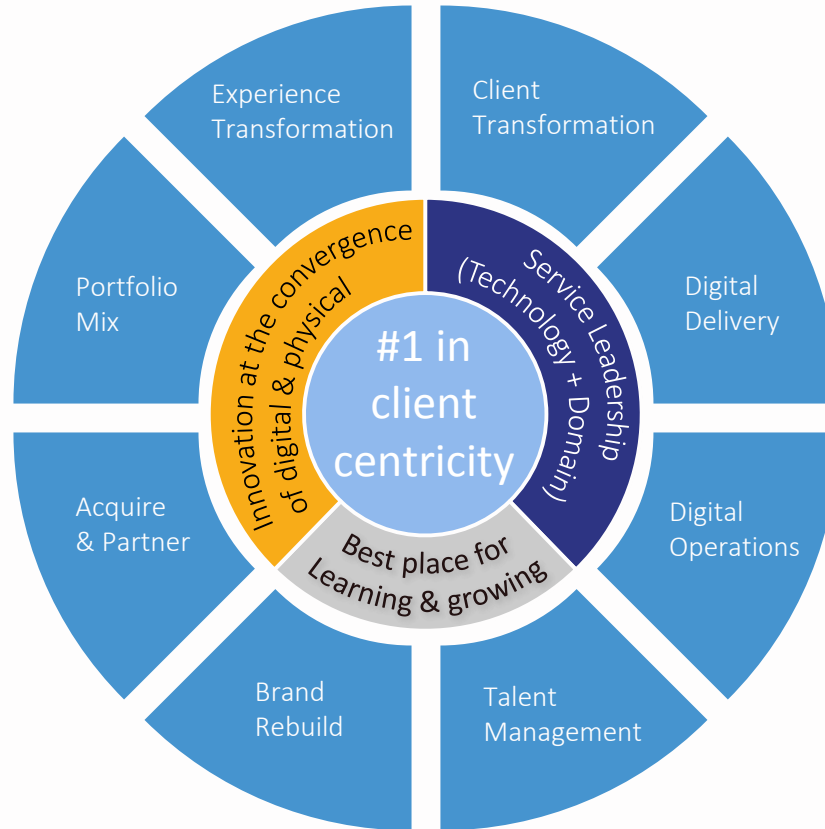 Experience
Transformation
Client
Transformation
Portfolio
Mix
Digital
Delivery
Innovation at the convergence
of digital & physical
Service Leadership
(Technology + Domain)
#1 in
client
centricity
Best place for
Learning & growing
Acquire
& Partner
Digital
Operations
Brand
Rebuild
Talent
Management